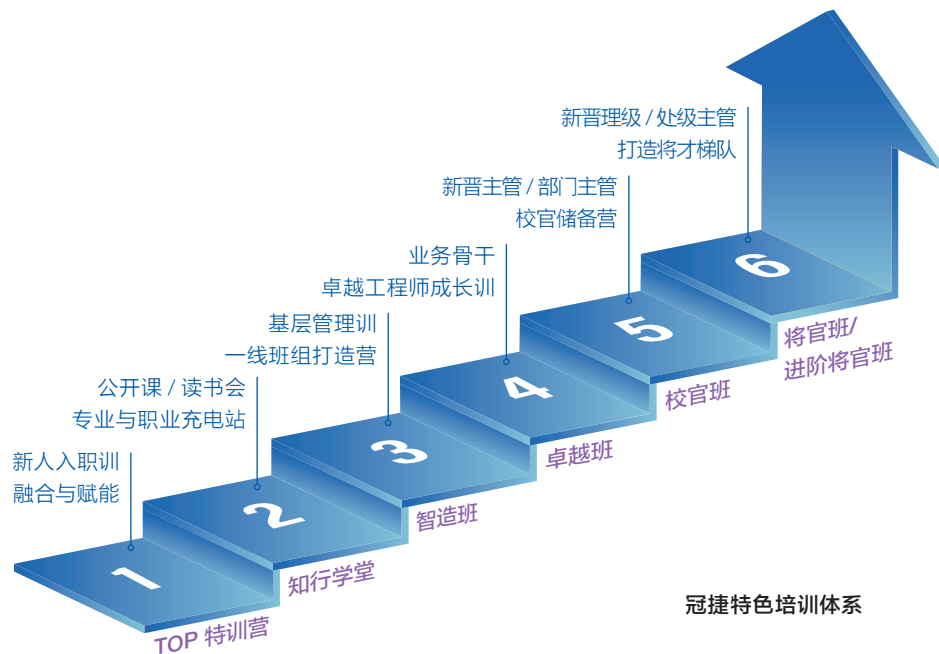 新晋理级 / 处级主管
打造将才梯队
新晋主管 / 部门主管
校官储备营
业务骨干
卓越工程师成长训
基层管理训
一线班组打造营
公开课 / 读书会
专业与职业充电站
新人入职训
融合与赋能
6
将官班/
进阶将官班
5
校官班
4
卓越班
3
智造班
2
知行学堂
1
TOP 特训营
冠捷特色培训体系